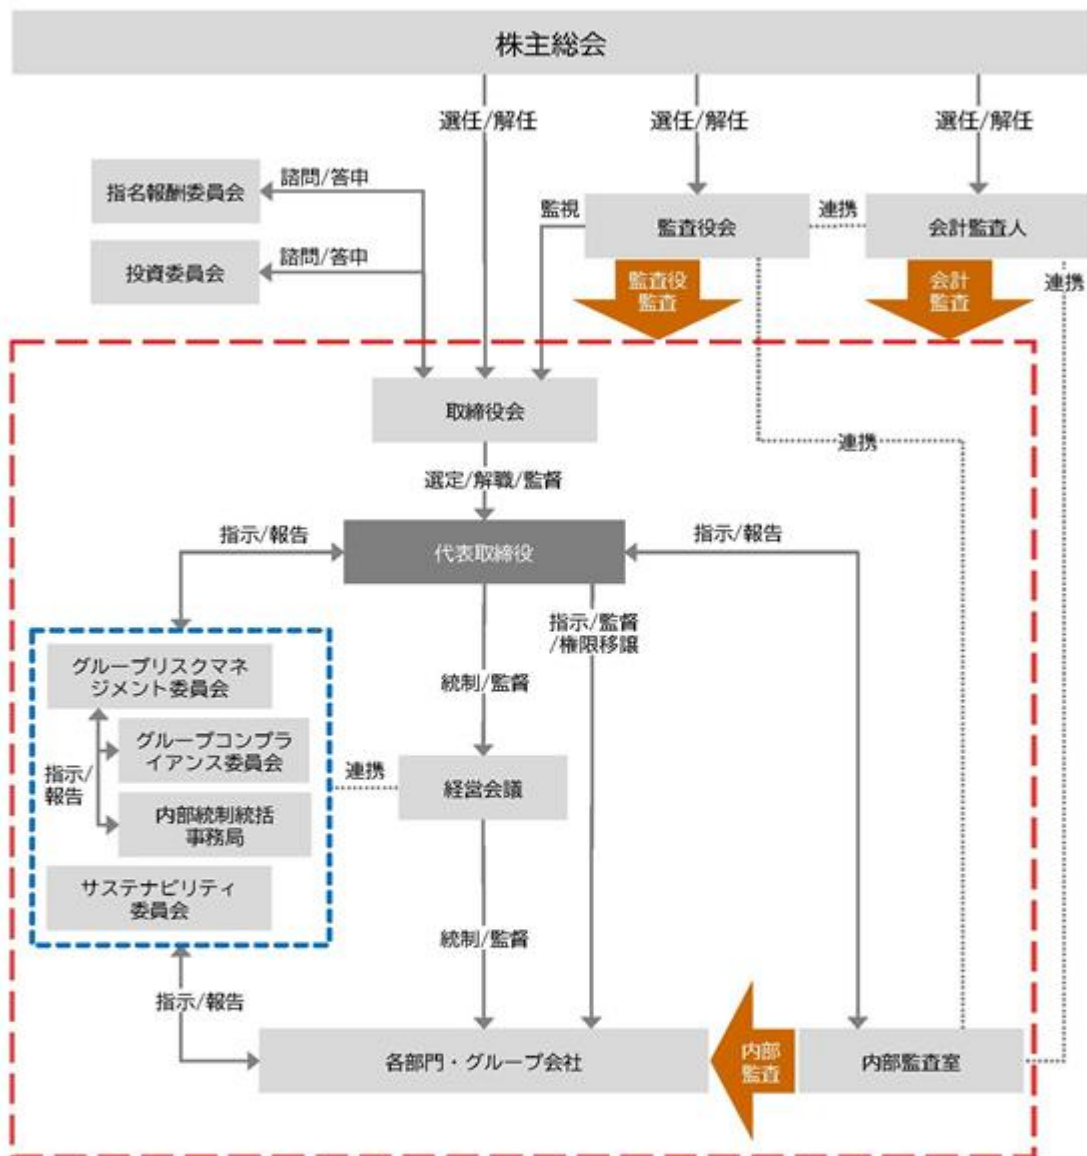 株主総会
選任/解任
選任/解任
選任/解任
指名報酬委員会
諮問/答申
投資委員会
諮問/答申
監視
監査役会
連携
会計監査人
監査役
監査
会計
監査
連携
取締役会
連携
選定/解職/監督
指示/報告
代表取締役
指示/報告
指示/監督
/権限移譲
統制/監督
グループリスクマネ
ジメント委員会
グループコンプラ
イアンス委員会
指示/
報告
内部統制統括
事務局
サステナビリティ
委員会
連携
経営会議
統制/監督
指示/報告
各部門・グループ会社
内部
監査
内部監査室